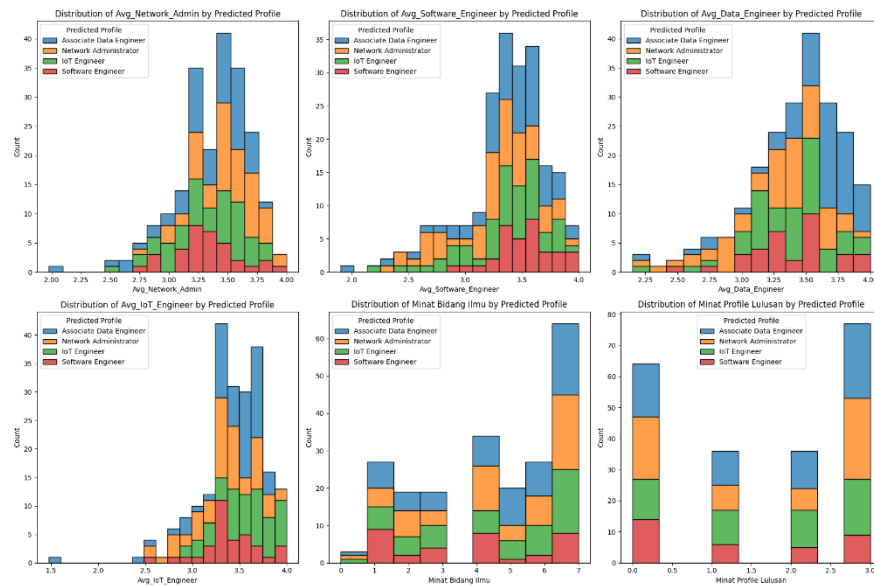 Distribution of Avg_Network_Admin by Predicted Profile
Predicted Profile
Associate Data Engineer
Network Administrator
IoT Engineer
Software Engineer
Count
40
35
30
25
20
15
10
5
0
2.00 2.25 2.50 2.75 3.00 3.25 3.50 3.75 4.00
Avg_Network_Admin
Distribution of Avg_Software_Engineer by Predicted Profile
Predicted Profile
Associate Data Engineer
Network Administrator
IoT Engineer
Software Engineer
Count
35
30
25
20
15
10
5
0
2.0 2.5 3.0 3.5 4.0
Avg_Software_Engineer
Distribution of Avg_Data_Engineer by Predicted Profile
Predicted Profile
Associate Data Engineer
Network Administrator
IoT Engineer
Software Engineer
Count
40
35
30
25
20
15
10
5
0
2.25 2.50 2.75 3.00 3.25 3.50 3.75 4.00
Avg_Data_Engineer
Distribution of Avg_IoT_Engineer by Predicted Profile
Predicted Profile
Associate Data Engineer
Network Administrator
IoT Engineer
Software Engineer
Count
40
35
30
25
20
15
10
5
0
1.5 2.0 2.5 3.0 3.5 4.0
Avg_IoT_Engineer
Distribution of Minat Bidang Ilmu by Predicted Profile
Predicted Profile
Associate Data Engineer
Network Administrator
IoT Engineer
Software Engineer
Count
60
50
40
30
20
10
0
0 1 2 3 4 5 6 7
Minat Bidang Ilmu
Distribution of Minat Profile Lulusan by Predicted Profile
Predicted Profile
Associate Data Engineer
Network Administrator
IoT Engineer
Software Engineer
Count
80
70
60
50
40
30
20
10
0
0.0 0.5 1.0 1.5 2.0 2.5 3.0
Minat Profile Lulusan